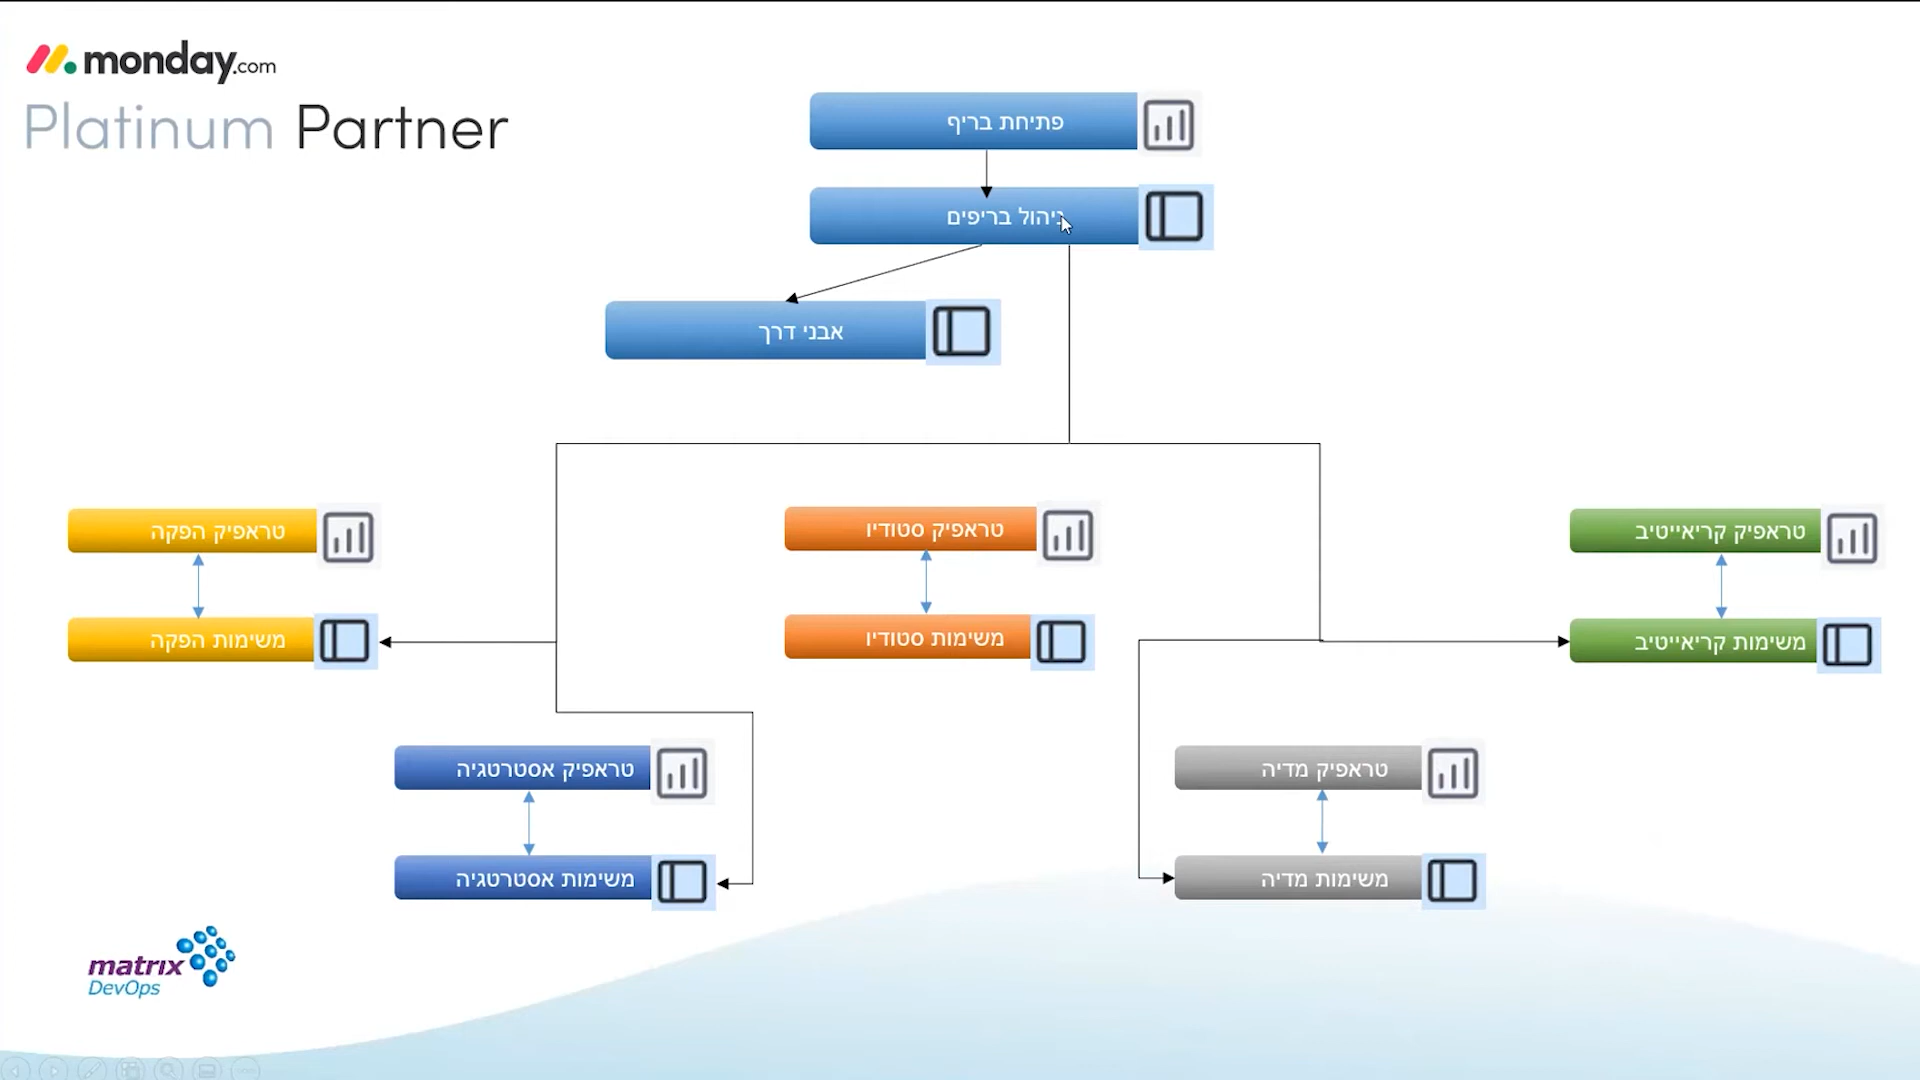 monday.com
Platinum Partner
פתיחת בריף
ניהול בריפים
אבני דרך
טראפיק קריאייטיב
טראפיק סטודיו
טראפיק הפקה
משימות קריאייטיב
משימות סטודיו
משימות הפקה
טראפיק מדיה
טראפיק אסטרטגיה
משימות מדיה
משימות אסטרטגיה
matrix
DevOps